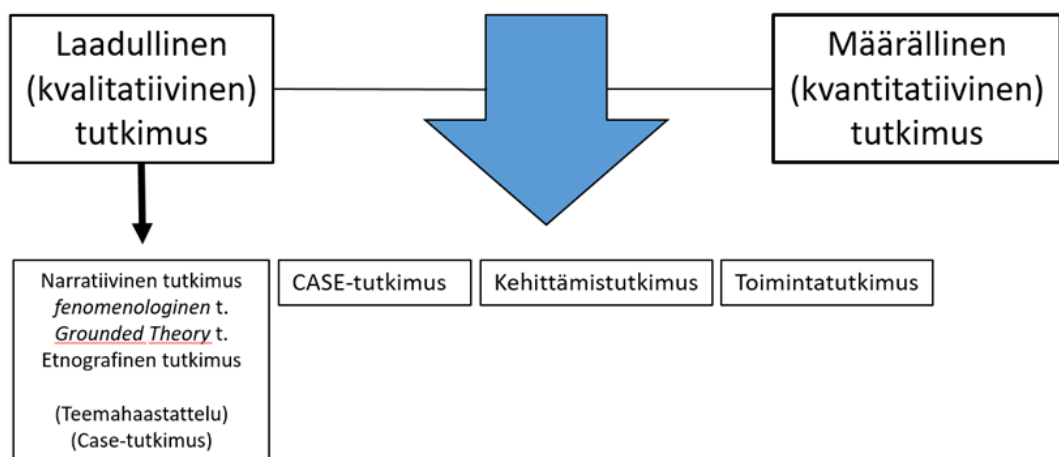 Laadullinen
(kvalitatiivinen)
tutkimus
Määrällinen
(kvantitatiivinen)
tutkimus
Narratiivinen tutkimus
fenomenologinen t.
Grounded Theory t.
Etnografinen tutkimus
(Teemahaastattelu)
(Case-tutkimus)
CASE-tutkimus
Kehittämistutkimus
Toimintatutkimus